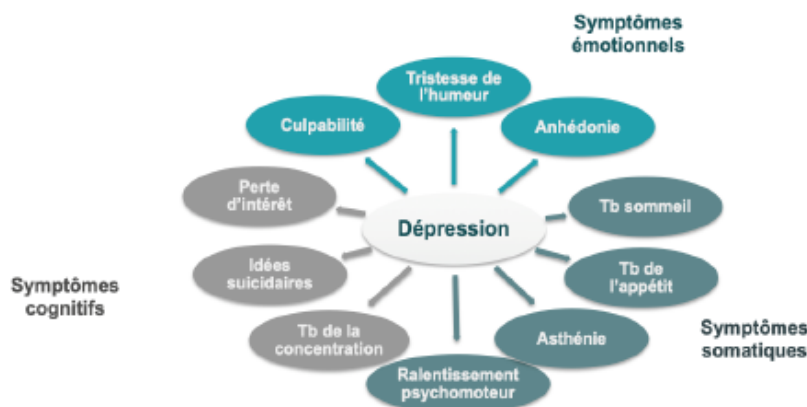 Symptômes
émotionnels
Tristesse de
l'humeur
Culpabilité
Anhédonie
Perte
d'intérêt
Tb sommeil
Dépression
Idées
suicidaires
Tb de
l'appétit
Symptômes
cognitifs
Tb de la
concentration
Asthénie
Symptômes
somatiques
Ralentissement
psychomoteur